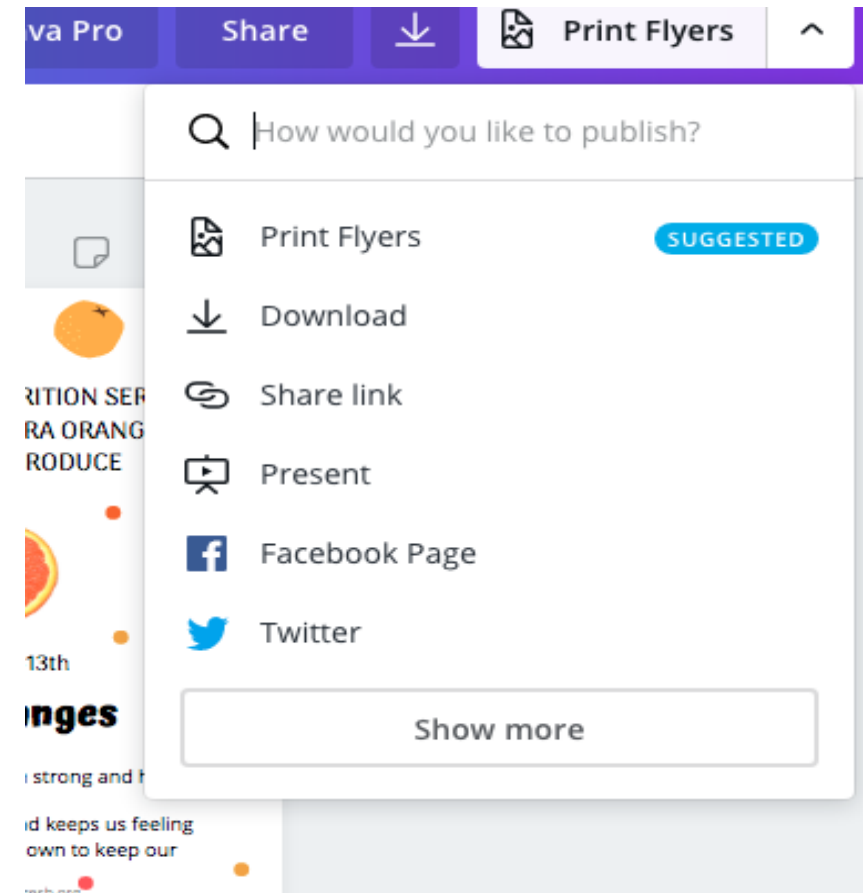 va Pro
Share
Print Flyers
How would you like to publish?
Print Flyers
SUGGESTED
Download
Share link
Present
Facebook Page
Twitter
Show more
RITION SER
RA ORANG
RODUCE
13th
nges
strong and h
d keeps us feeling
own to keep our